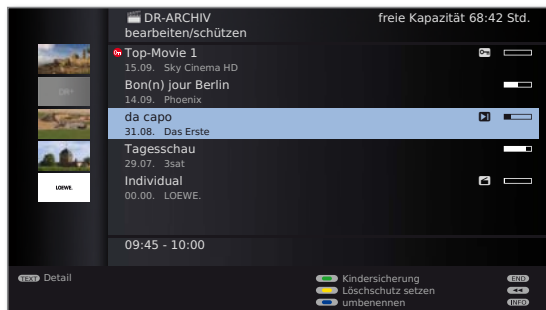 DR-ARCHIV freie Kapazität 68:42 Std.
bearbeiten/schützen
Top-Movie 1
15.09. Sky Cinema HD
Bon(n) jour Berlin
14.09. Phoenix
DR+
da capo
31.08. Das Erste
Tagesschau
29.07. 3sat
Individual
00.00. LOEWE.
LOEWE.
09:45 - 10:00
TEXT Detail
Kindersicherung END
Löschschutz setzen
umbenennen INFO